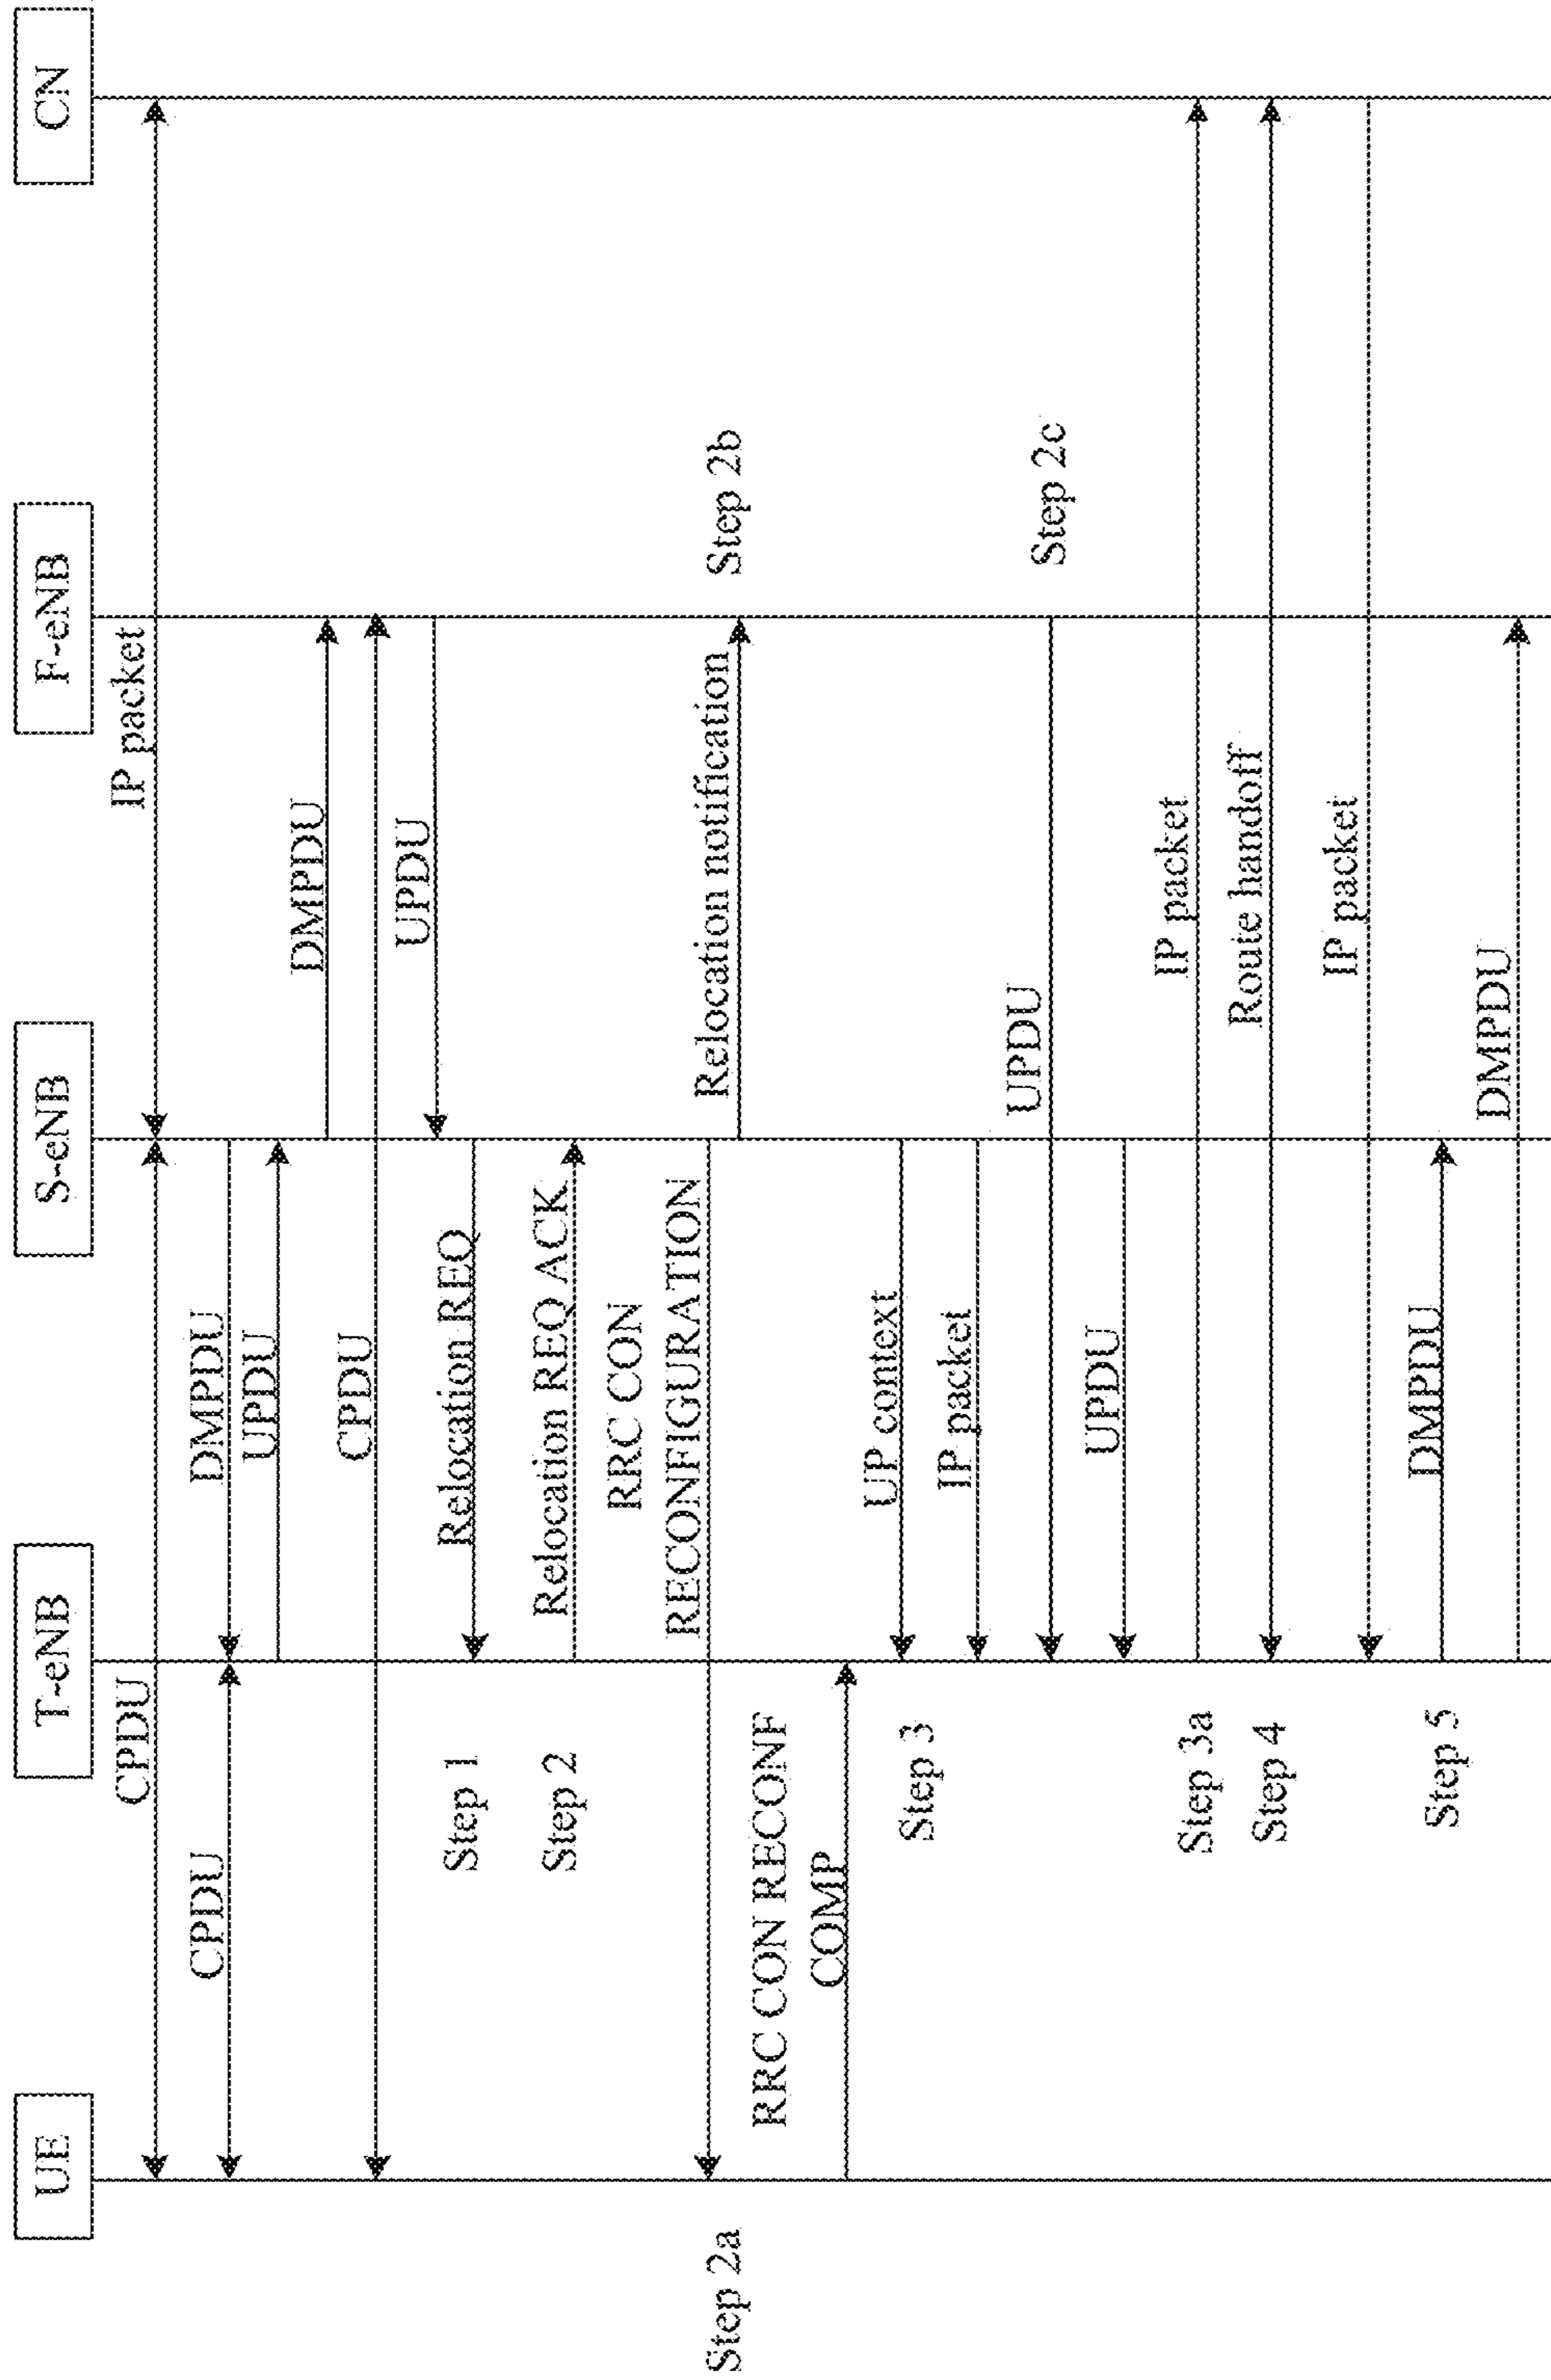 UE
T-eNB
S-eNB
F-eNB
CN
CPDU
IP packet
CPDU
DMPDU
UPDU
DMPDU
CPDU
UPDU
Step 1
Relocation REQ
Step 2
Relocation REQ ACK
RRC CON
RECONFIGURATION
Step 2a
Relocation notification
Step 2b
RRC CON RECONF
COMP
Step 3
UP context
IP packet
UPDU
Step 2c
UPDU
Step 3a
IP packet
Step 4
Route handoff
IP packet
Step 5
DMPDU
DMPDU